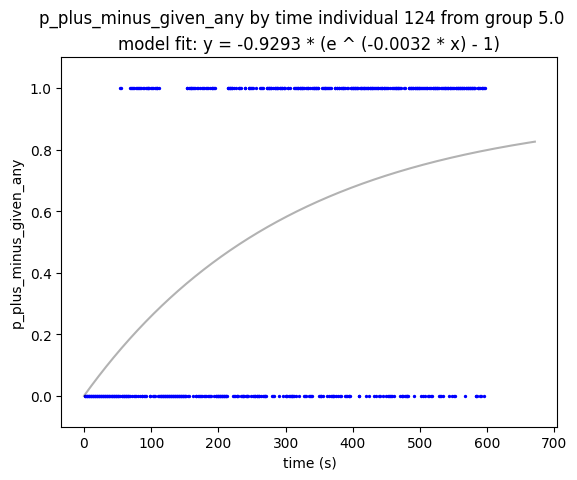 p_plus_minus_given_any by time individual 124 from group 5.0
model fit: y = -0.9293 * (e ^ (-0.0032 * x) - 1)
1.0
0.8
0.6
0.4
0.2
0.0
p_plus_minus_given_any
0 100 200 300 400 500 600 700
time (s)